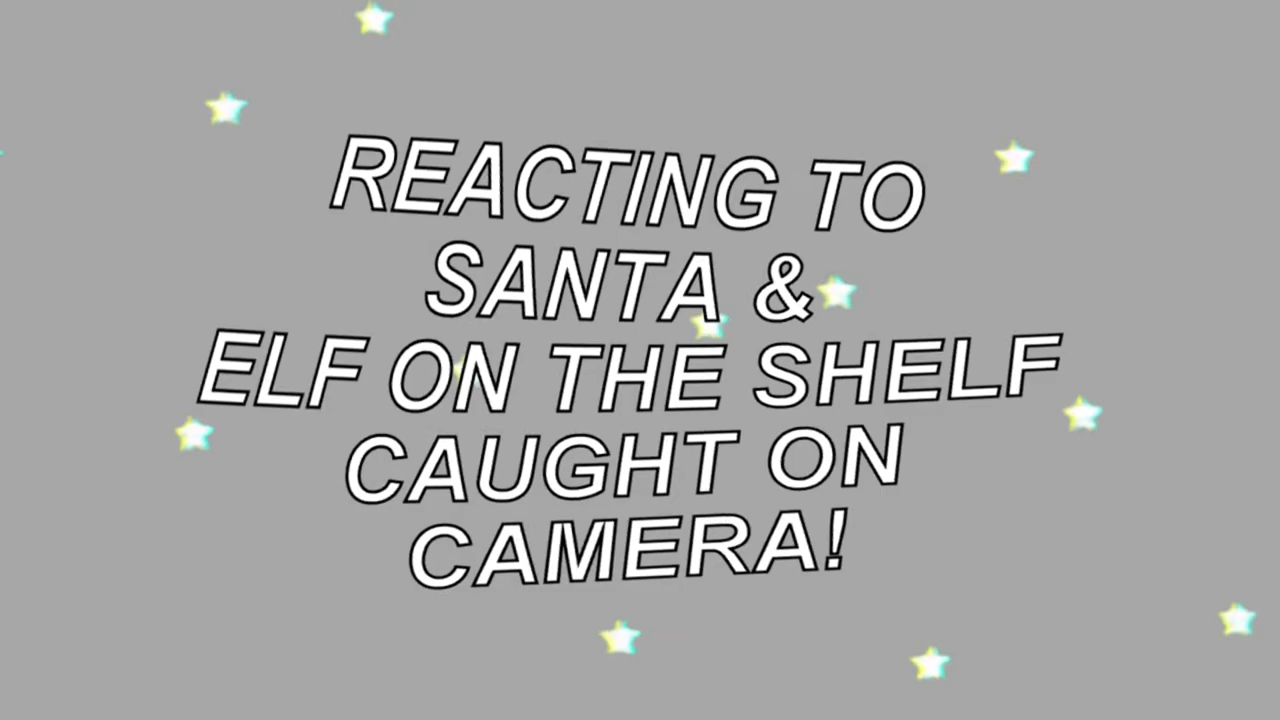 REACTING TO
SANTA &
ELF ON THE SHELF
CAUGHT ON
CAMERA!